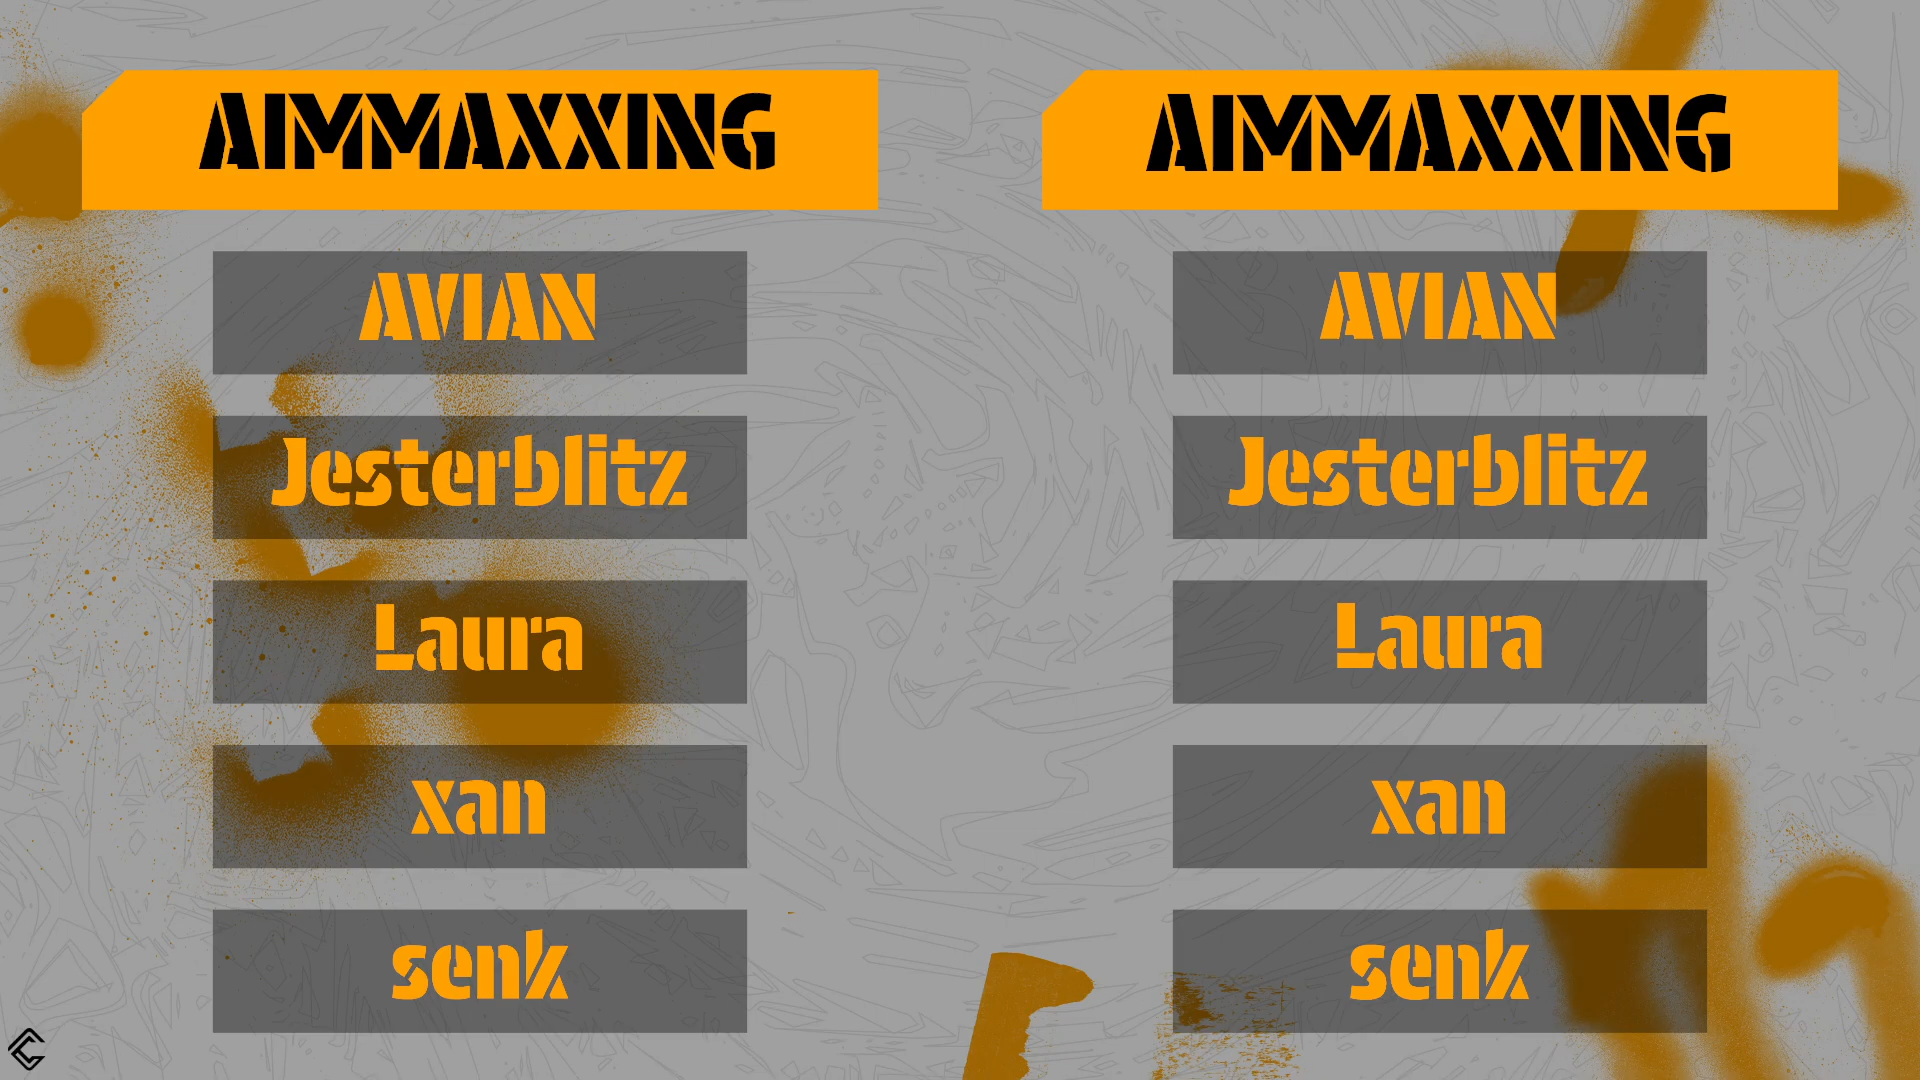 AIMMAXXING
AVIAN
Jesterblitz
Laura
xan
senk
AIMMAXXING
AVIAN
Jesterblitz
Laura
xan
senk